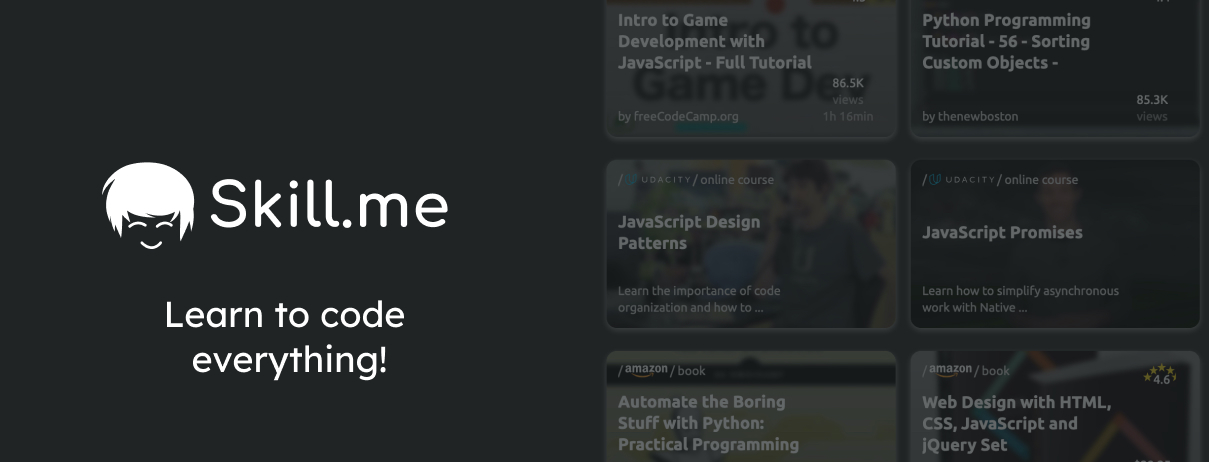 Skill.me
Learn to code
everything!
Intro to Game
Development with
JavaScript - Full Tutorial
86.5K
views
by freeCodeCamp.org
1h 16min
Intro to
Game Dev
Python Programming
Tutorial - 56 - Sorting
Custom Objects -
85.3K
by thenewboston
views
/ UDACITY / online course
JavaScript Design
Patterns
Learn the importance of code
organization and how to ...
/ UDACITY / online course
JavaScript Promises
Learn how to simplify asynchronous
work with Native ...
/ amazon / book
Automate the Boring
Stuff with Python:
Practical Programming
/ amazon / book
4.6
Web Design with HTML,
CSS, JavaScript and
jQuery Set